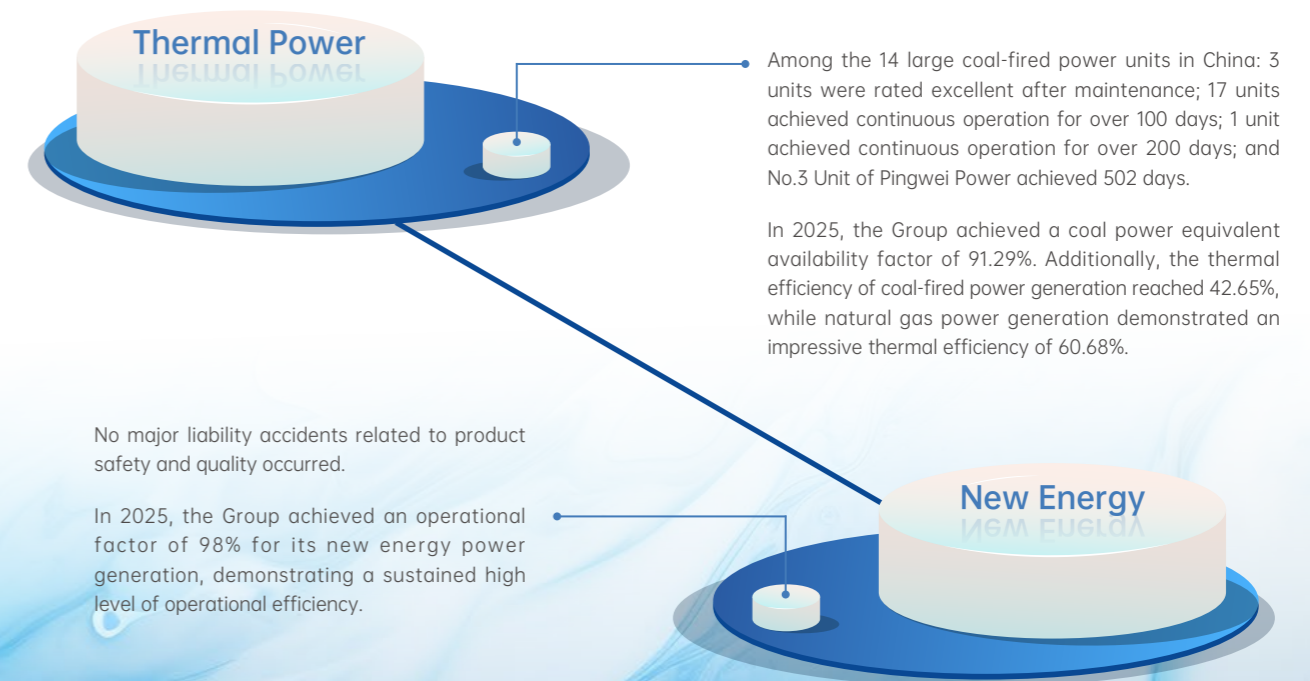 Thermal Power
Among the 14 large coal-fired power units in China: 3
units were rated excellent after maintenance; 17 units
achieved continuous operation for over 100 days; 1 unit
achieved continuous operation for over 200 days; and
No.3 Unit of Pingwei Power achieved 502 days.
In 2025, the Group achieved a coal power equivalent
availability factor of 91.29%. Additionally, the thermal
efficiency of coal-fired power generation reached 42.65%,
while natural gas power generation demonstrated an
impressive thermal efficiency of 60.68%.
No major liability accidents related to product
safety and quality occurred.
In 2025, the Group achieved an operational
factor of 98% for its new energy power
generation, demonstrating a sustained high
level of operational efficiency.
New Energy